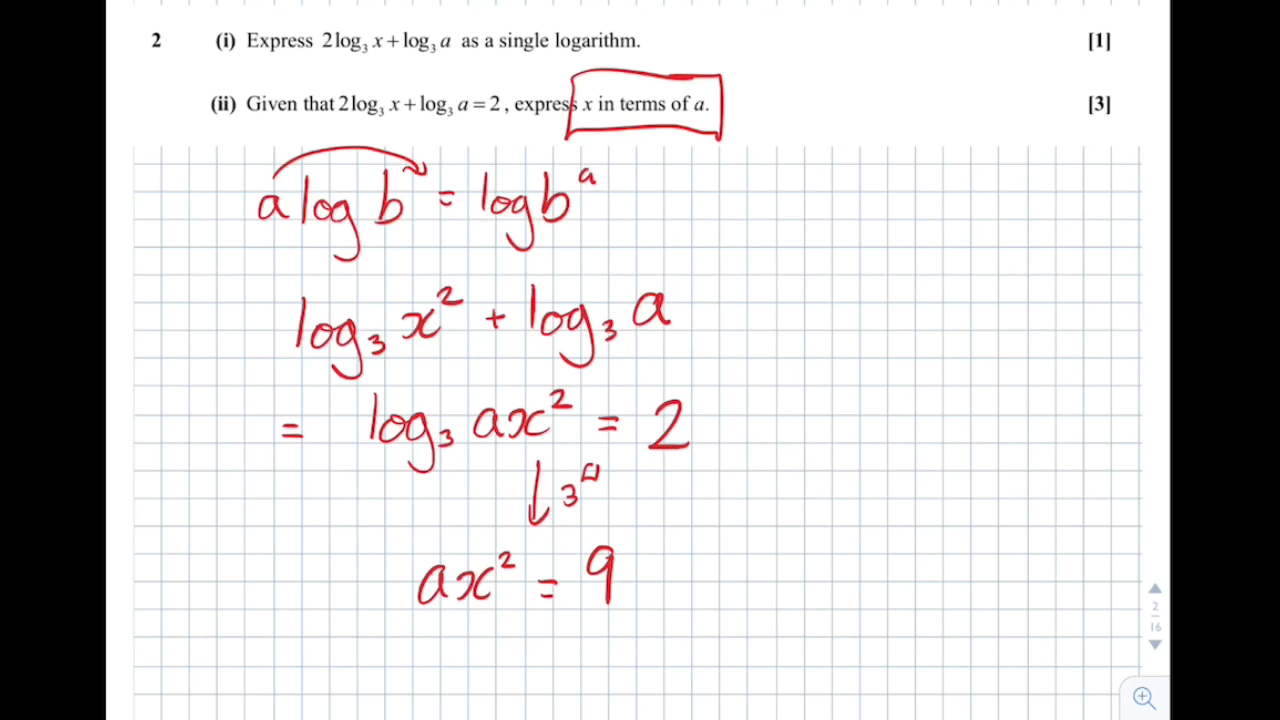 2 (i) Express 2log₃ x + log₃ a as a single logarithm. [1]
(ii) Given that 2log₃ x + log₃ a = 2, express x in terms of a. [3]
a log b = log bᵃ
log₃ x² + log₃ a
= log₃ ax² = 2
↓ 3^□
ax² = 9
2
16